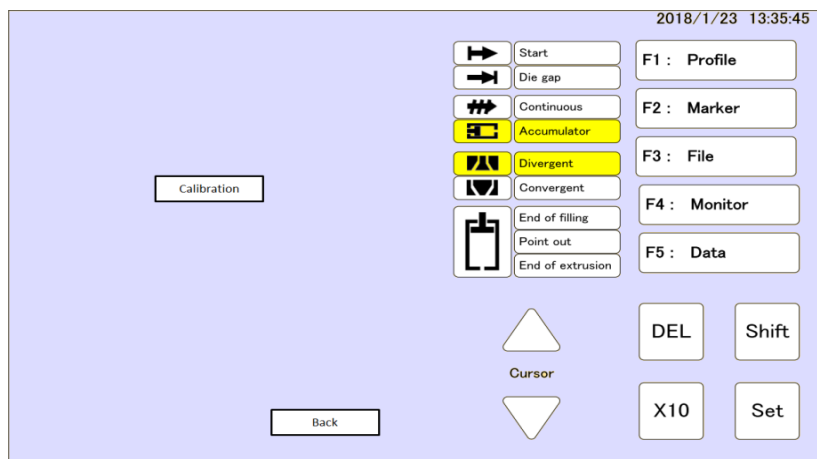 2018/1/23 13:35:45
Start
Die gap
Continuous
Accumulator
Divergent
Convergent
End of filling
Point out
End of extrusion
F1 : Profile
F2 : Marker
F3 : File
F4 : Monitor
F5 : Data
Calibration
Cursor
DEL
Shift
X10
Set
Back